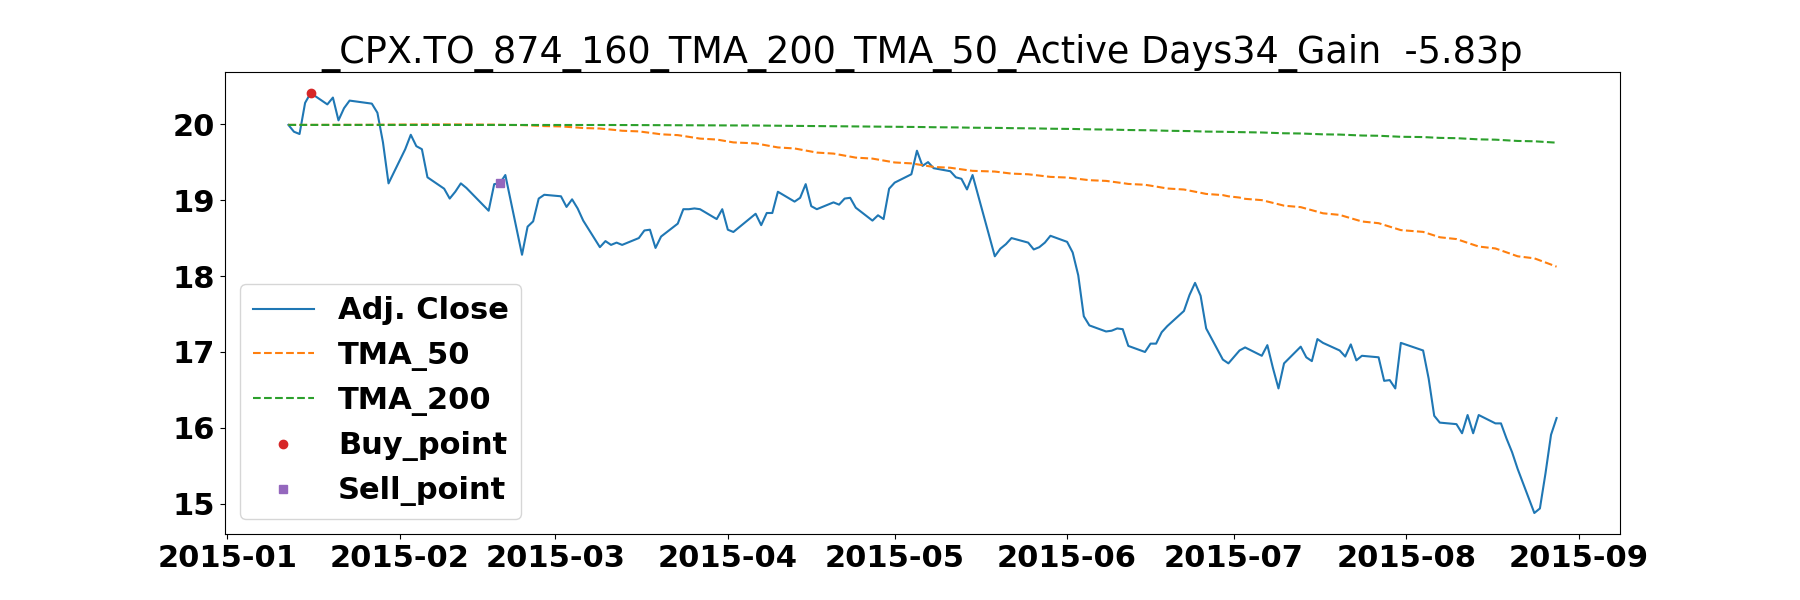 _CPX.TO_874_160_TMA_200_TMA_50_Active Days34_Gain  -5.83p
20
19
18
17
16
15
Adj. Close
TMA_50
TMA_200
Buy_point
Sell_point
2015-01 2015-02 2015-03 2015-04 2015-05 2015-06 2015-07 2015-08 2015-09